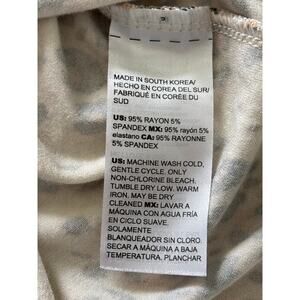 MADE IN SOUTH KOREA/
HECHO EN COREA DEL SUR/
FABRIQUÉ EN CORÉE DU
SUD
US: 95% RAYON 5%
SPANDEX MX: 95% rayón 5%
elastano CA: 95% RAYONNE
5% SPANDEX
US: MACHINE WASH COLD,
GENTLE CYCLE. ONLY
NON-CHLORINE BLEACH.
TUMBLE DRY LOW. WARM
IRON, MAY BE DRY
CLEANED MX: LAVAR A
MÁQUINA CON AGUA FRÍA
EN CICLO SUAVE.
SOLAMENTE
BLANQUEADOR SIN CLORO.
SECAR A MÁQUINA A BAJA
TEMPERATURA, PLANCHAR